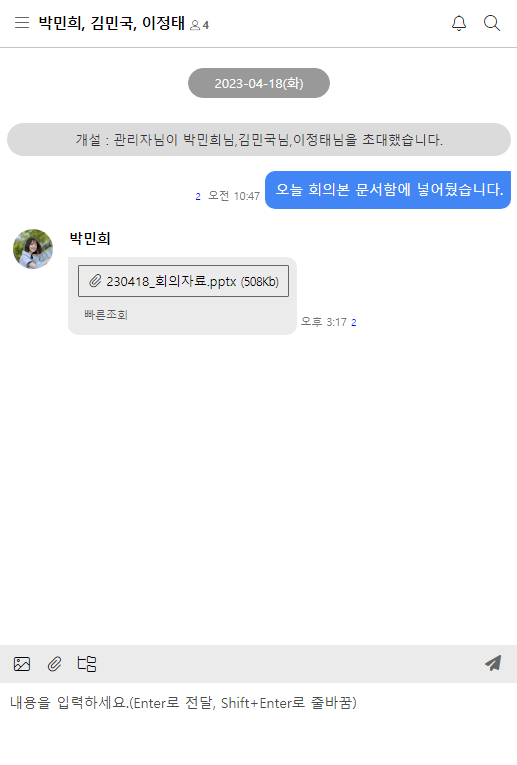 박민희, 김민국, 이정태 4
2023-04-18(화)
개설 : 관리자님이 박민희님,김민국님,이정태님을 초대했습니다.
2 오전 10:47 오늘 회의본 문서함에 넣어뒀습니다.
박민희
230418_회의자료.pptx (508Kb)
빠른조회
오후 3:17 2
내용을 입력하세요.(Enter로 전달, Shift+Enter로 줄바꿈)